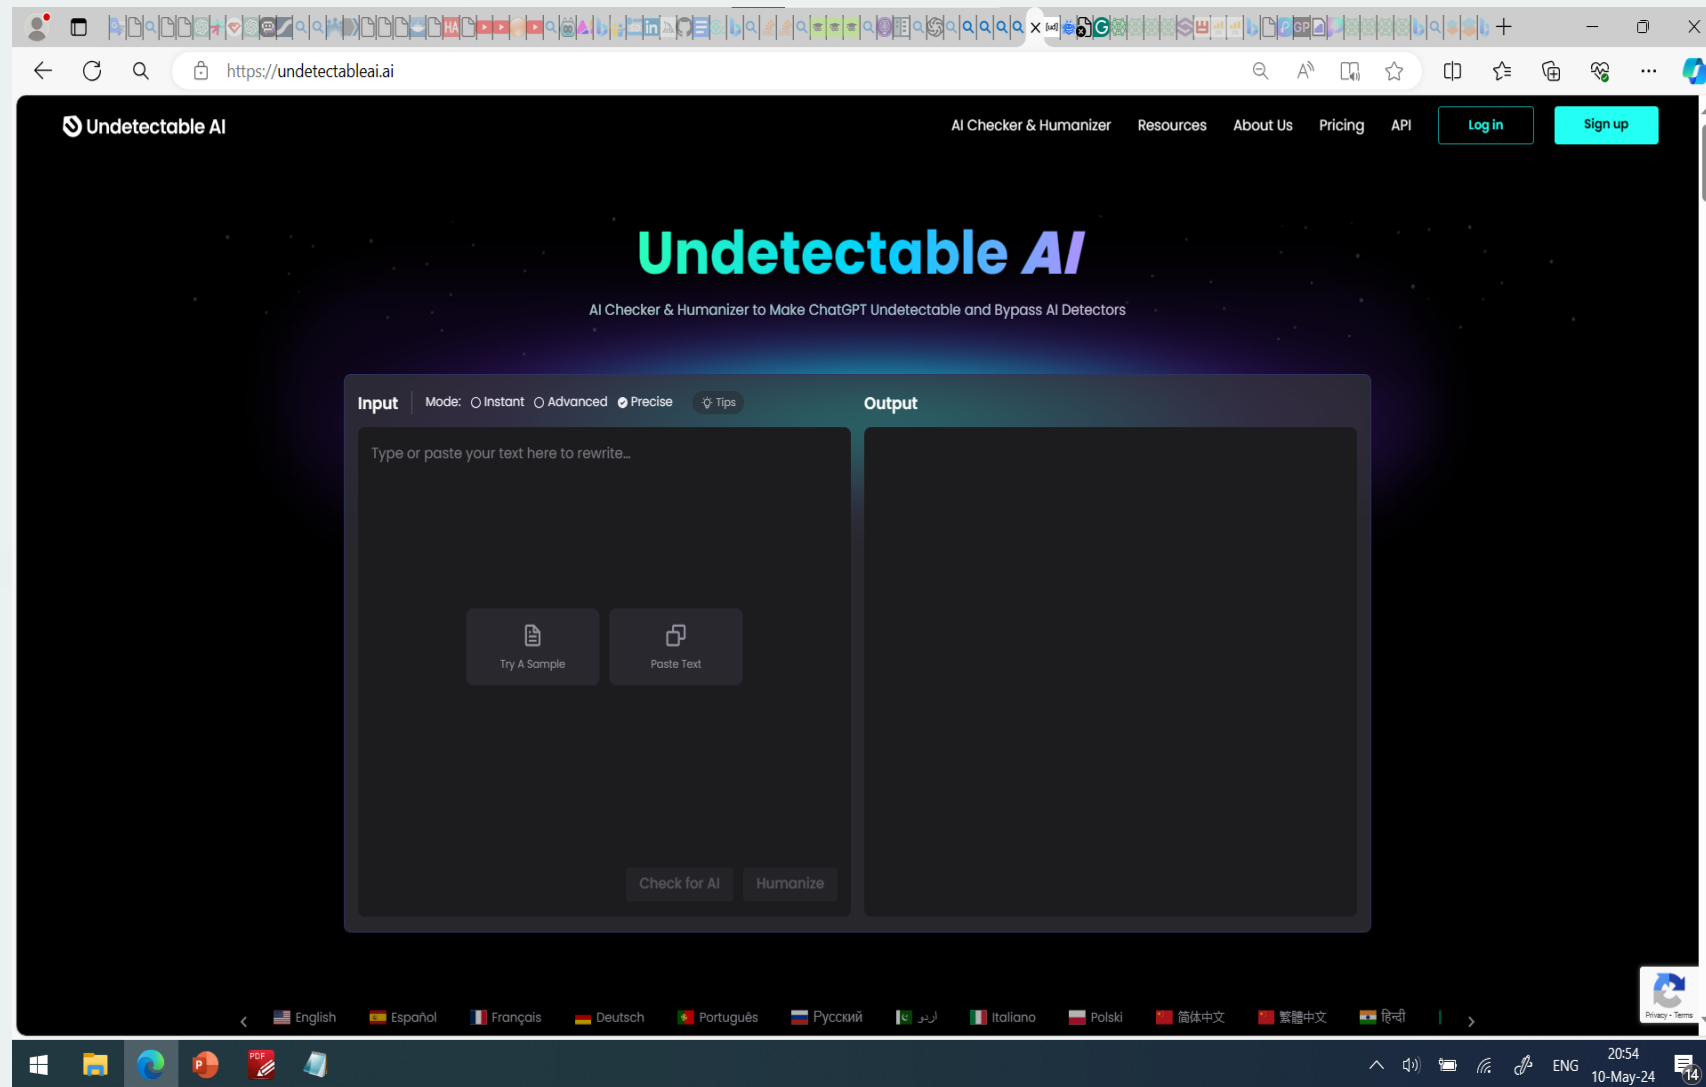 https://undetectableai.ai
Undetectable AI
AI Checker & Humanizer
Resources
About Us
Pricing
API
Log in
Sign up
Undetectable AI
AI Checker & Humanizer to Make ChatGPT Undetectable and Bypass AI Detectors
Input
Mode:
Instant
Advanced
Precise
Tips
Output
Type or paste your text here to rewrite...
Try A Sample
Paste Text
Check for AI
Humanize
English
Español
Français
Deutsch
Português
Русский
اردو
Italiano
Polski
简体中文
繁體中文
हिन्दी
Privacy - Terms
PDF
ENG
20:54
10-May-24
14